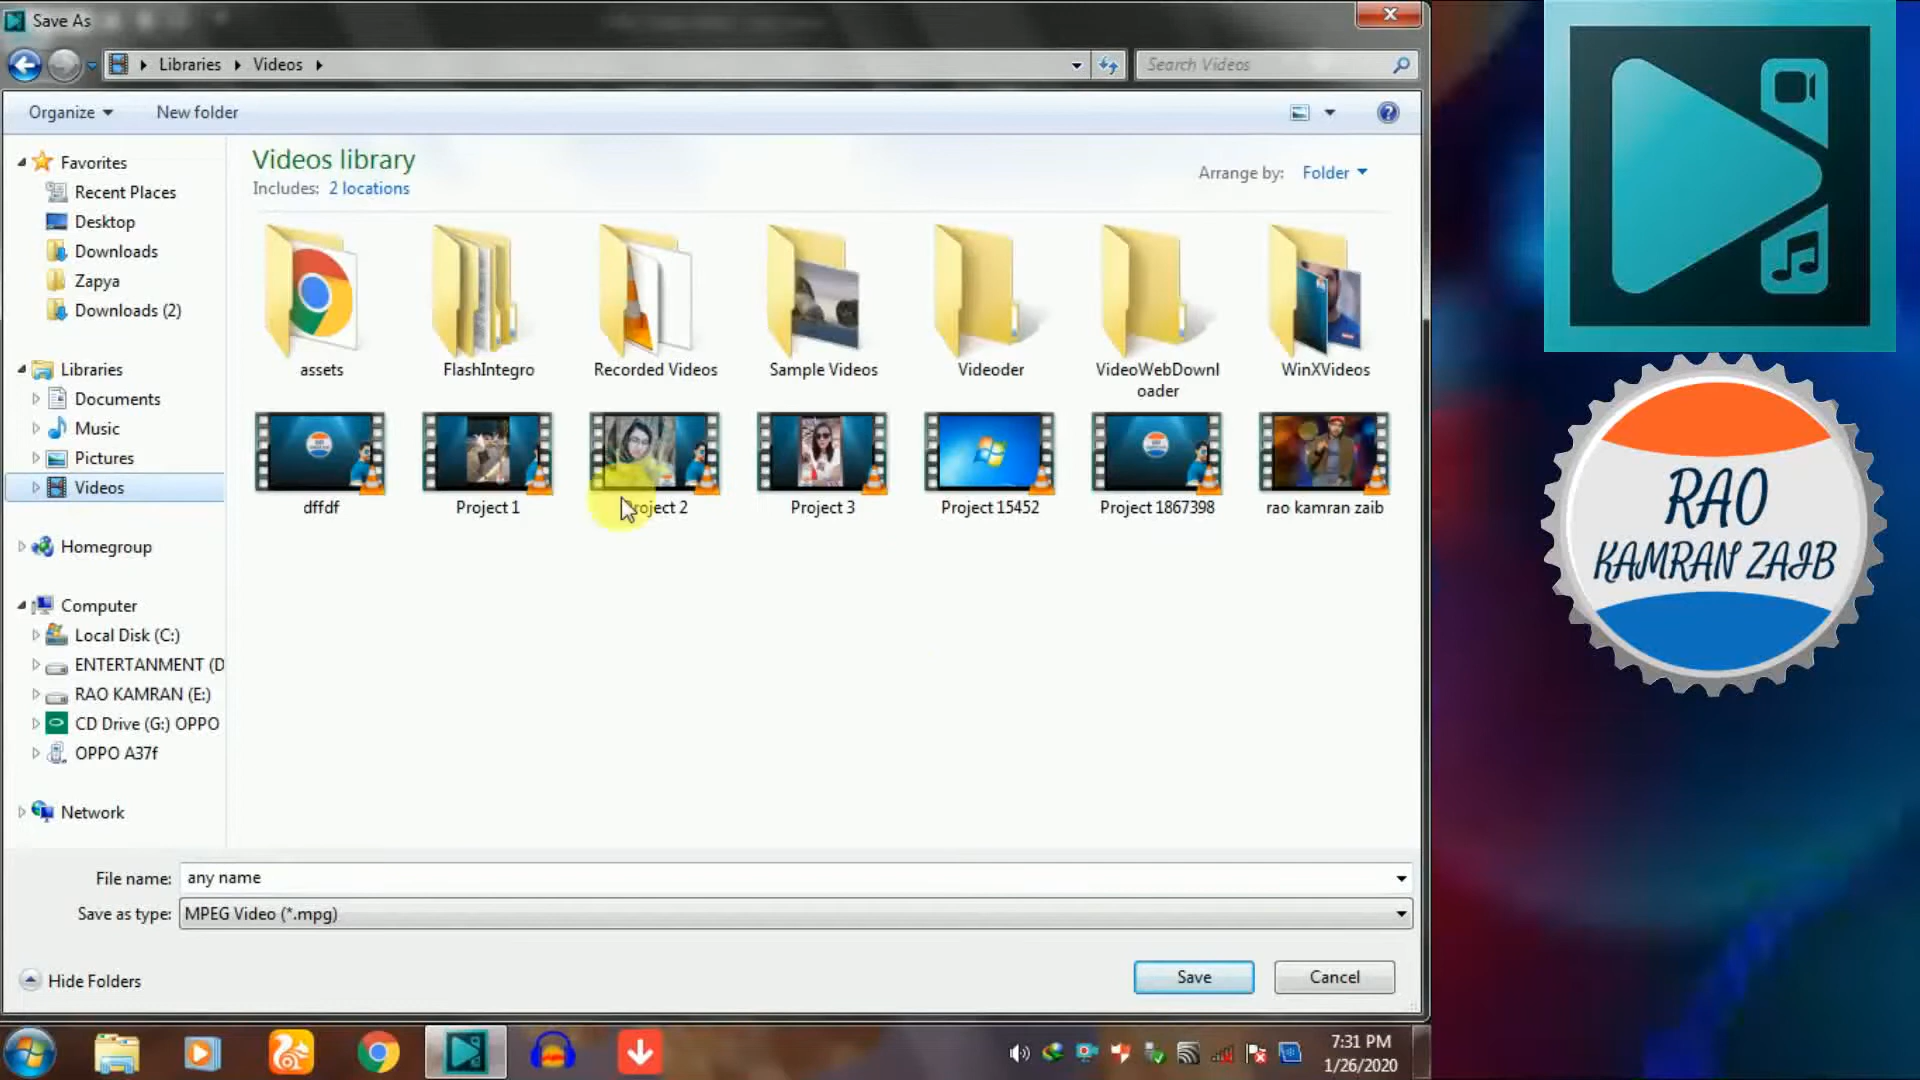 Save As
Libraries
Videos
Search Videos
Organize
New folder
Favorites
Recent Places
Desktop
Downloads
Zapya
Downloads (2)
Libraries
Documents
Music
Pictures
Videos
Homegroup
Computer
Local Disk (C:)
ENTERTANMENT (D
RAO KAMRAN (E:)
CD Drive (G:) OPPO
OPPO A37f
Network
Videos library
Includes: 2 locations
Arrange by: Folder
assets
FlashIntegro
Recorded Videos
Sample Videos
Videoder
VideoWebDownl
oader
WinXVideos
dffdf
Project 1
Project 2
Project 3
Project 15452
Project 1867398
rao kamran zaib
File name: any name
Save as type: MPEG Video (*.mpg)
Hide Folders
Save
Cancel
7:31 PM
1/26/2020
RAO
KAMRAN ZAIB